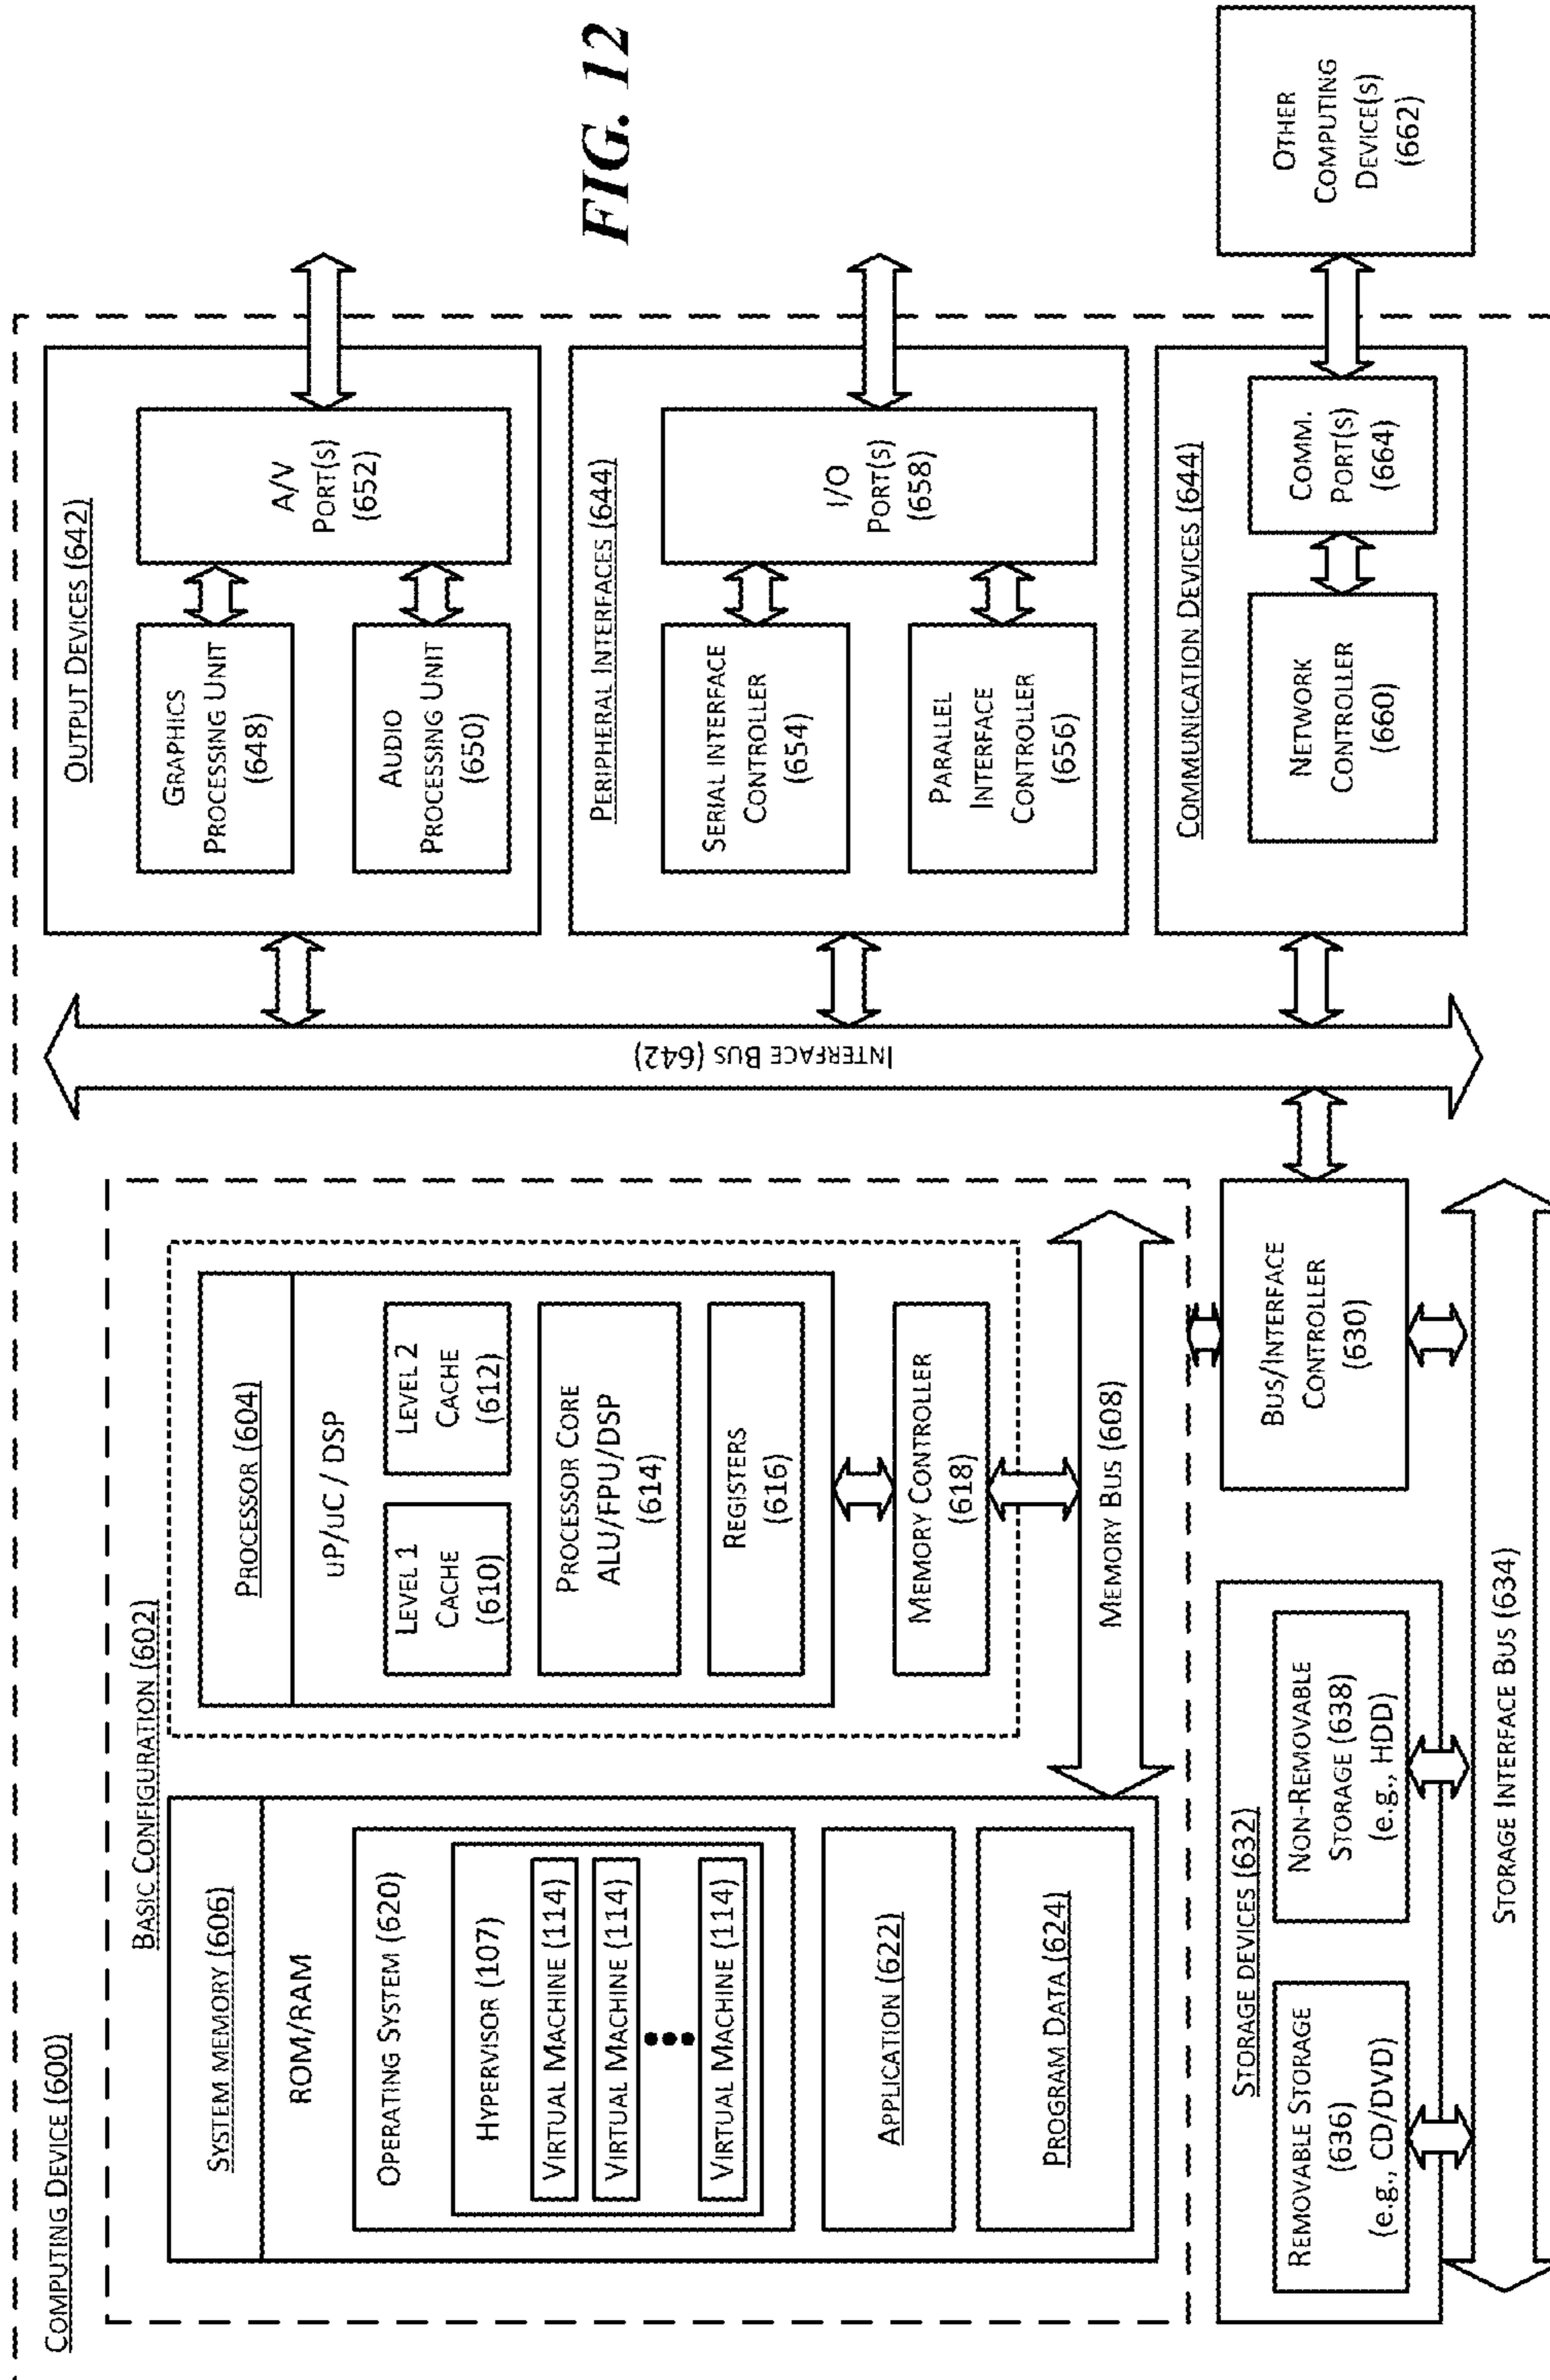 COMPUTING DEVICE (600)
BASIC CONFIGURATION (602)
SYSTEM MEMORY (606)
ROM/RAM
OPERATING SYSTEM (620)
HYPERVISOR (107)
VIRTUAL MACHINE (114)
VIRTUAL MACHINE (114)
VIRTUAL MACHINE (114)
APPLICATION (622)
PROGRAM DATA (624)
PROCESSOR (604)
uP/uC / DSP
LEVEL 1
CACHE
(610)
LEVEL 2
CACHE
(612)
PROCESSOR CORE
ALU/FPU/DSP
(614)
REGISTERS
(616)
MEMORY CONTROLLER
(618)
MEMORY BUS (608)
STORAGE DEVICES (632)
REMOVABLE STORAGE
(636)
(e.g., CD/DVD)
NON-REMOVABLE
STORAGE (638)
(e.g., HDD)
BUS/INTERFACE
CONTROLLER
(630)
STORAGE INTERFACE BUS (634)
INTERFACE BUS (642)
OUTPUT DEVICES (642)
GRAPHICS
PROCESSING UNIT
(648)
AUDIO
PROCESSING UNIT
(650)
A/V
PORT(S)
(652)
PERIPHERAL INTERFACES (644)
SERIAL INTERFACE
CONTROLLER
(654)
PARALLEL
INTERFACE
CONTROLLER
(656)
I/O
PORT(S)
(658)
COMMUNICATION DEVICES (644)
NETWORK
CONTROLLER
(660)
COMM.
PORT(S)
(664)
OTHER
COMPUTING
DEVICE(S)
(662)
FIG. 12